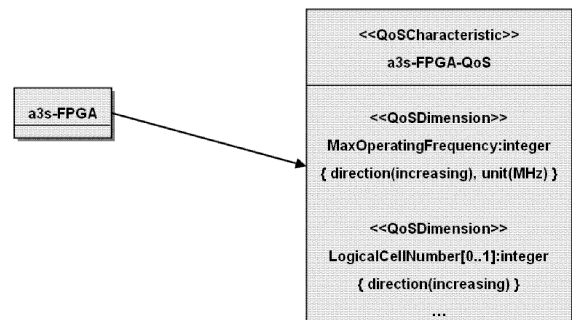 a3s-FPGA
<<QoSCharacteristic>>
a3s-FPGA-QoS
<<QoSDimension>>
MaxOperatingFrequency:integer
{ direction(increasing), unit(MHz) }
<<QoSDimension>>
LogicalCellNumber[0..1]:integer
{ direction(increasing) }
...